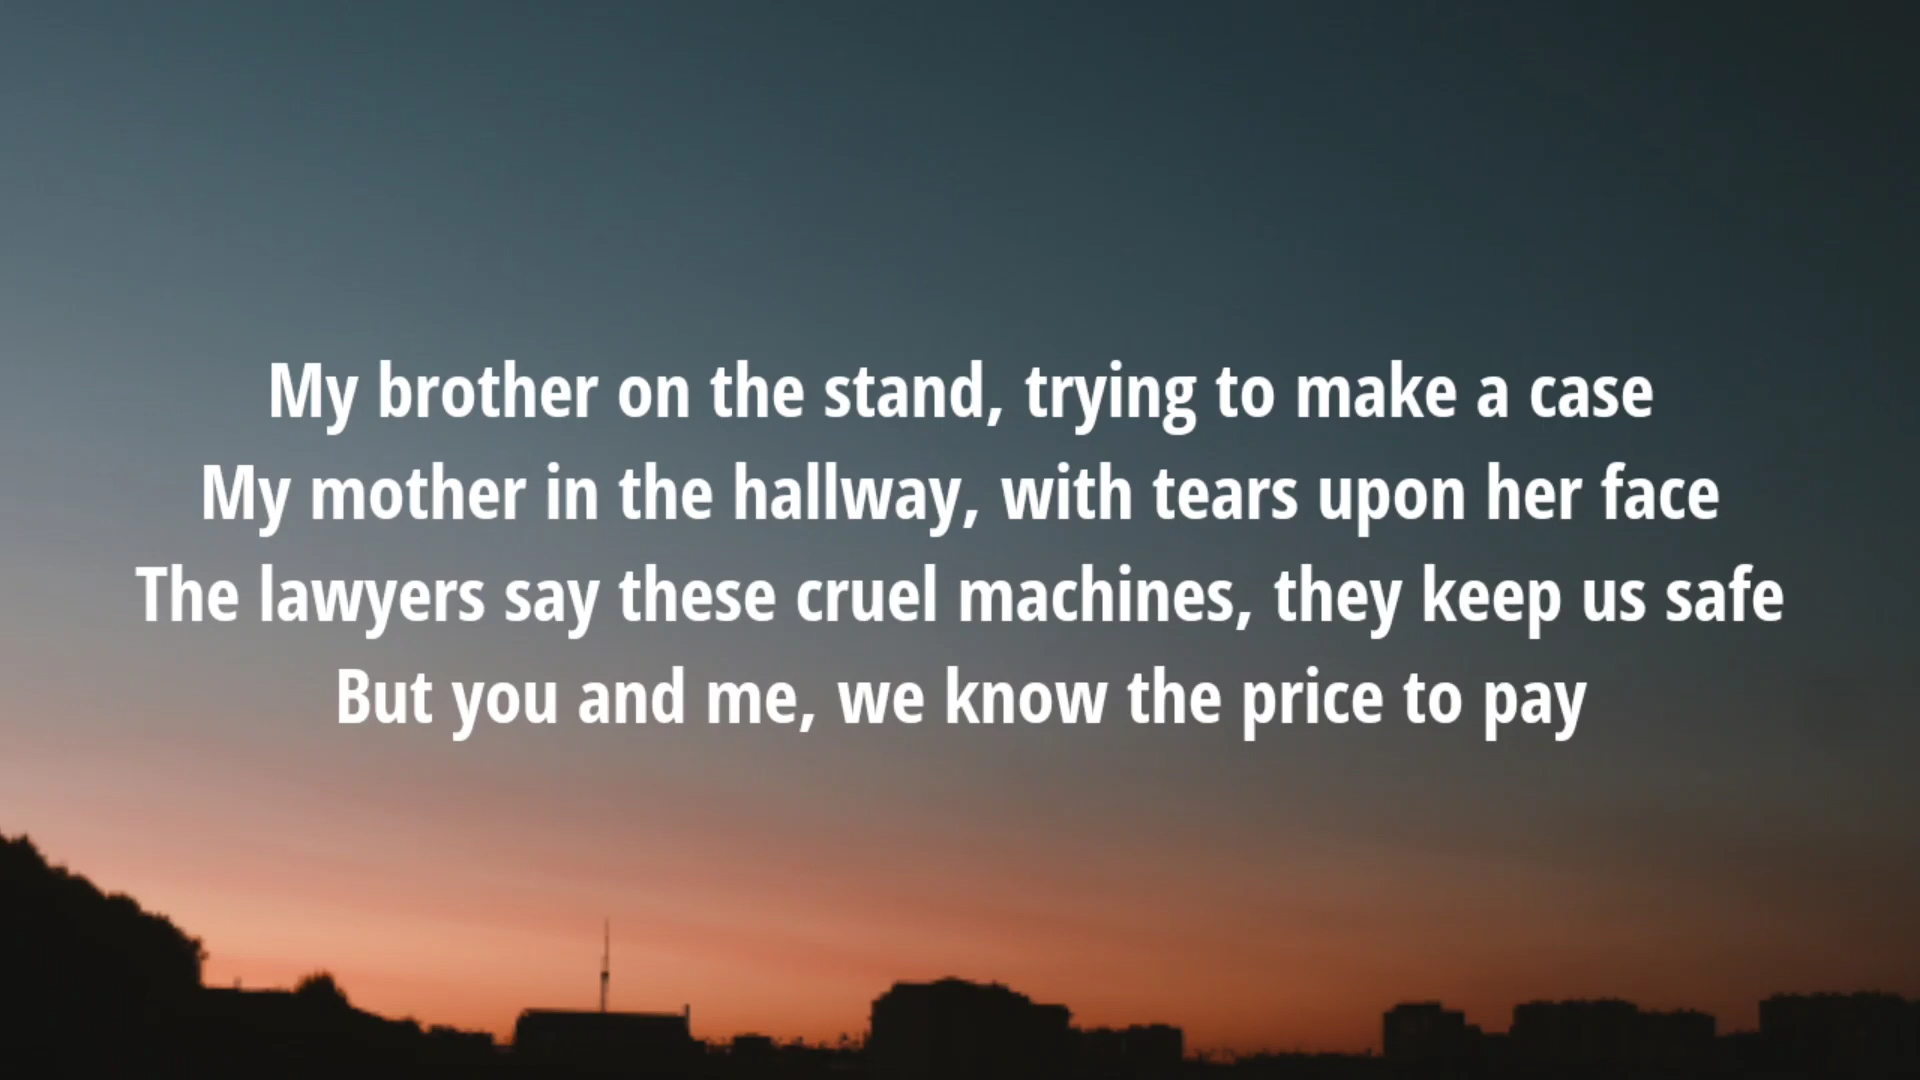 My brother on the stand, trying to make a case
My mother in the hallway, with tears upon her face
The lawyers say these cruel machines, they keep us safe
But you and me, we know the price to pay